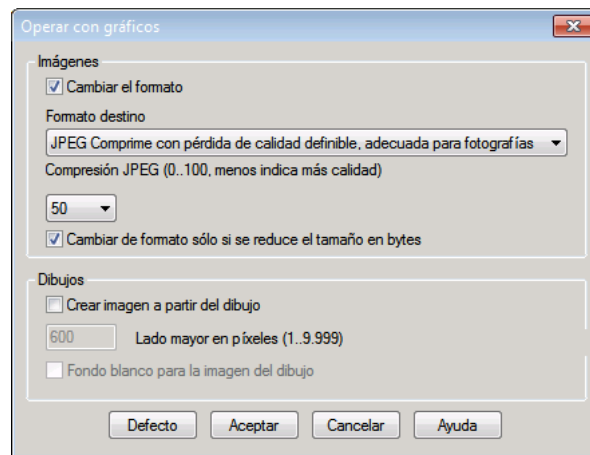 Operar con gráficos
Imágenes
Cambiar el formato
Formato destino
JPEG Comprime con pérdida de calidad definible, adecuada para fotografías
Compresión JPEG (0..100, menos indica más calidad)
50
Cambiar de formato sólo si se reduce el tamaño en bytes
Dibujos
Crear imagen a partir del dibujo
600 Lado mayor en píxeles (1..9.999)
Fondo blanco para la imagen del dibujo
Defecto Aceptar Cancelar Ayuda